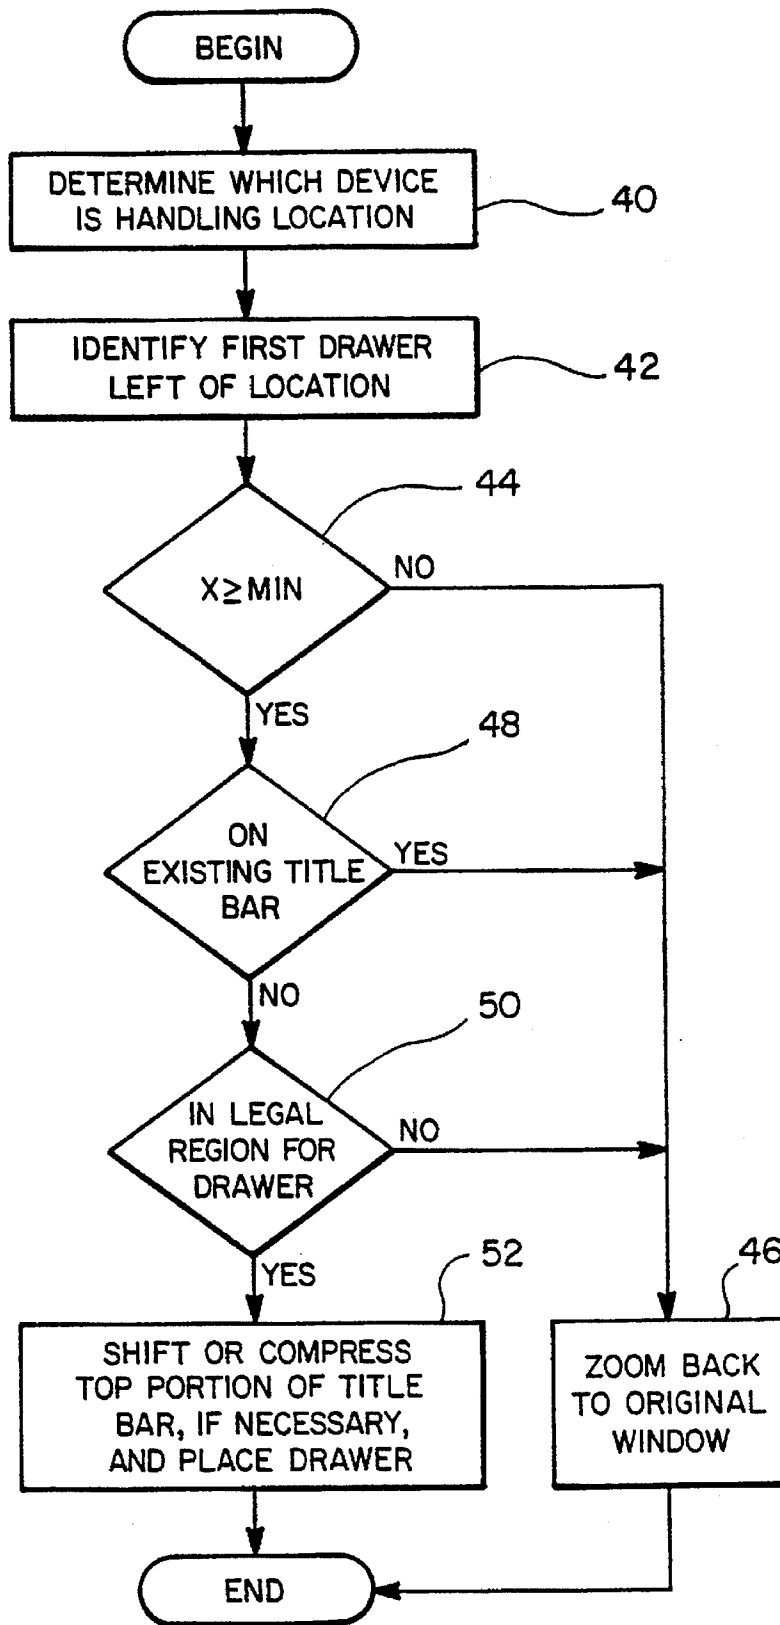 BEGIN
DETERMINE WHICH DEVICE
IS HANDLING LOCATION
40
IDENTIFY FIRST DRAWER
LEFT OF LOCATION
42
44
X≥MIN
NO
YES
48
ON
EXISTING TITLE
BAR
YES
NO
50
IN LEGAL
REGION FOR
DRAWER
NO
YES
52
46
SHIFT OR COMPRESS
TOP PORTION OF TITLE
BAR, IF NECESSARY,
AND PLACE DRAWER
ZOOM BACK
TO ORIGINAL
WINDOW
END